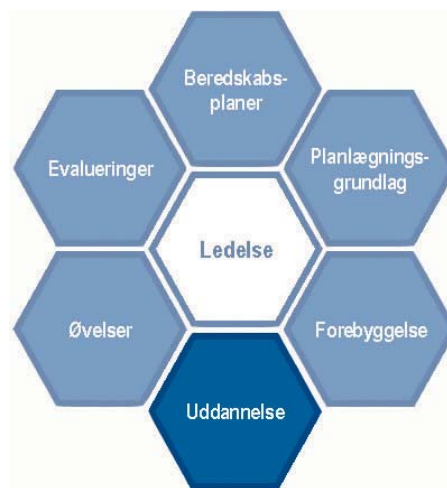 Beredskabs-
planer
Evalueringer
Planlægnings-
grundlag
Ledelse
Øvelser
Forebyggelse
Uddannelse